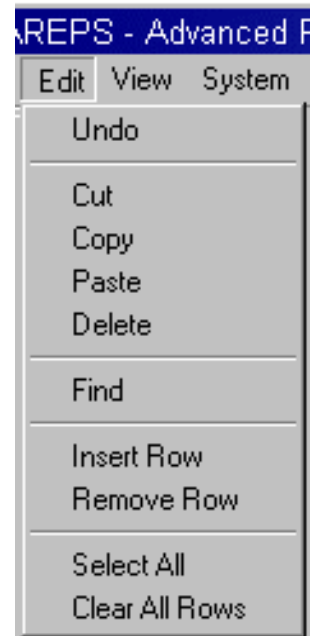 AREPS - Advanced
Edit View System
Undo
Cut
Copy
Paste
Delete
Find
Insert Row
Remove Row
Select All
Clear All Rows